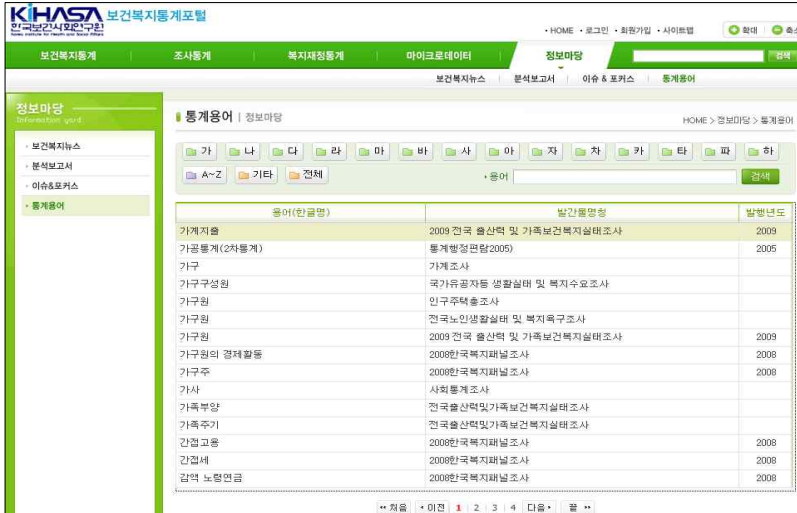 KiHASA 보건복지통계포털
한국보건사회연구원
• HOME • 로그인 • 회원가입 • 사이트맵 확대 축소
보건복지통계 조사통계 복지재정통계 마이크로데이터 정보마당 검색
보건복지뉴스 분석보고서 이슈 & 포커스 통계용어
정보마당
Information yard
보건복지뉴스
분석보고서
이슈&포커스
통계용어
통계용어 | 정보마당 HOME > 정보마당 > 통계용어
가 나 다 라 마 바 사 아 자 차 카 타 파 하
A~Z 기타 전체 용어 검색
용어(한글명) 발간물명칭 발행년도
가계지출 2009 전국 출산력 및 가족보건복지실태조사 2009
가공통계(2차통계) 통계행정편람2005) 2005
가구 가계조사
가구구성원 국가유공자등 생활실태 및 복지수요조사
가구원 인구주택총조사
가구원 전국노인생활실태 및 복지욕구조사
가구원 2009 전국 출산력 및 가족보건복지실태조사 2009
가구원의 경제활동 2008한국복지패널조사 2008
가구주 2008한국복지패널조사 2008
가사 사회통계조사
가족부양 전국출산력및가족보건복지실태조사
가족주기 전국출산력및가족보건복지실태조사
간접고용 2008한국복지패널조사 2008
간접세 2008한국복지패널조사 2008
감액 노령연금 2008한국복지패널조사 2008
처음 이전 1 2 3 4 다음 끝